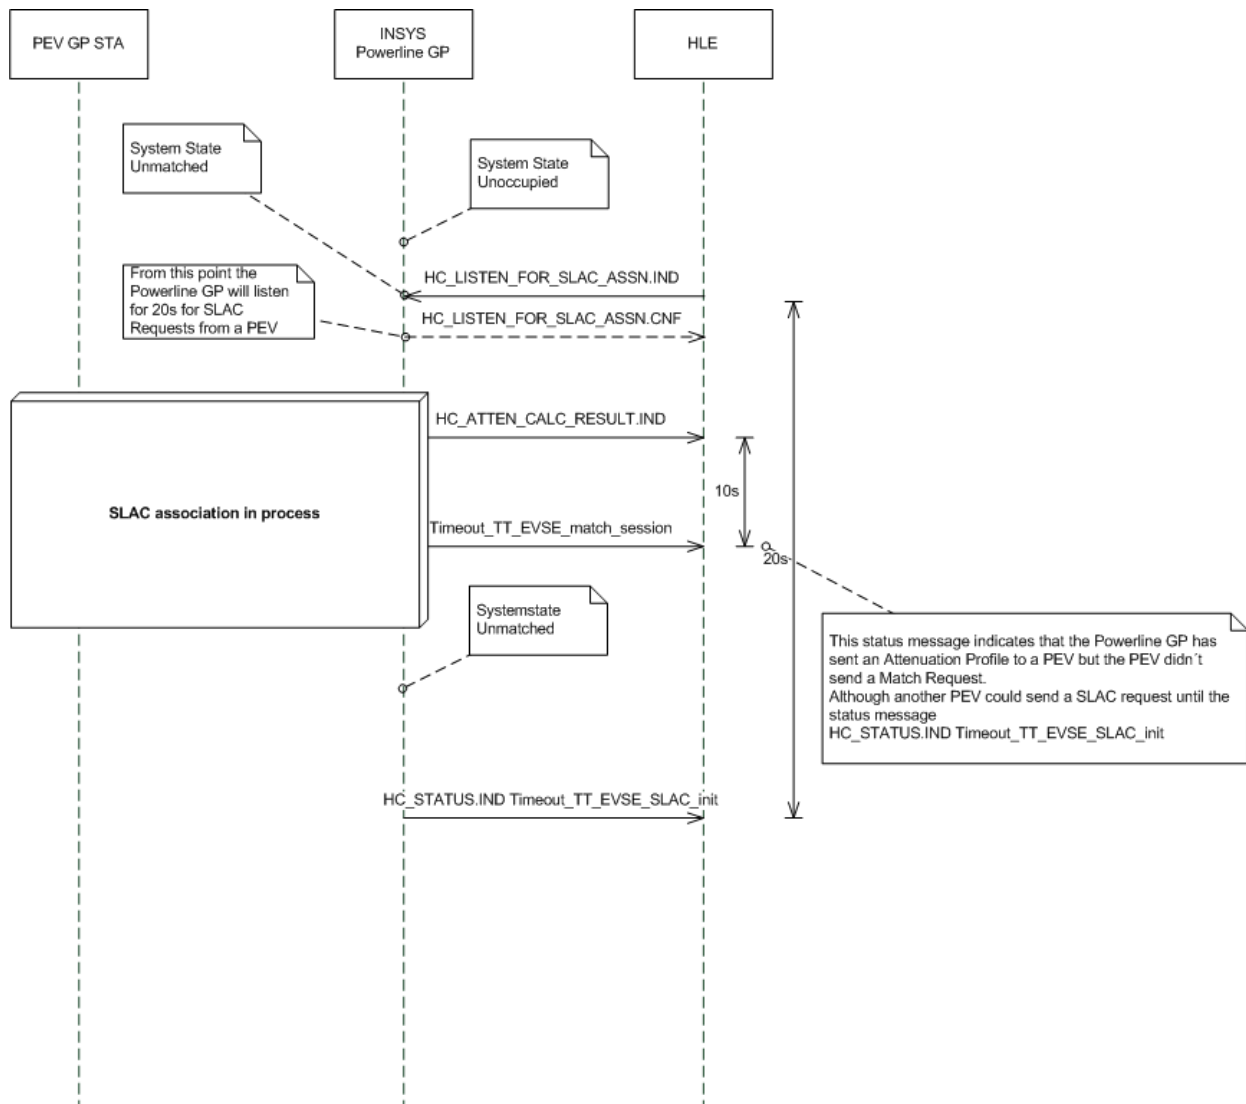 PEV GP STA
INSYS
Powerline GP
HLE
System State
Unmatched
System State
Unoccupied
From this point the
Powerline GP will listen
for 20s for SLAC
Requests from a PEV
HC_LISTEN_FOR_SLAC_ASSN.IND
HC_LISTEN_FOR_SLAC_ASSN.CNF
HC_ATTEN_CALC_RESULT.IND
10s
SLAC association in process
Timeout_TT_EVSE_match_session
20s
Systemstate
Unmatched
This status message indicates that the Powerline GP has
sent an Attenuation Profile to a PEV but the PEV didn´t
send a Match Request.
Although another PEV could send a SLAC request until the
status message
HC_STATUS.IND Timeout_TT_EVSE_SLAC_init
HC_STATUS.IND Timeout_TT_EVSE_SLAC_init